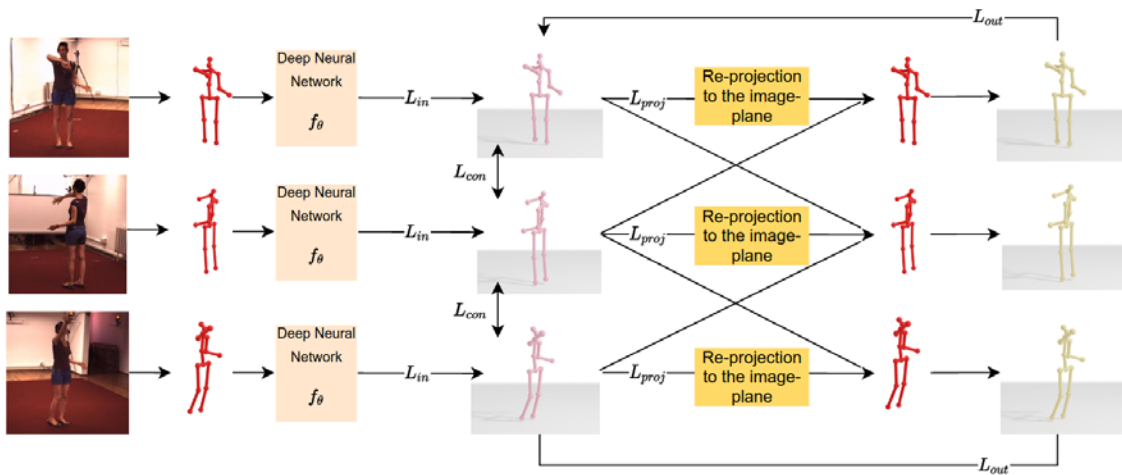 L_out
Deep Neural
Network
f_θ
L_in
L_proj
Re-projection
to the image-
plane
L_con
Deep Neural
Network
f_θ
L_in
L_proj
Re-projection
to the image-
plane
L_con
Deep Neural
Network
f_θ
L_in
L_proj
Re-projection
to the image-
plane
L_out